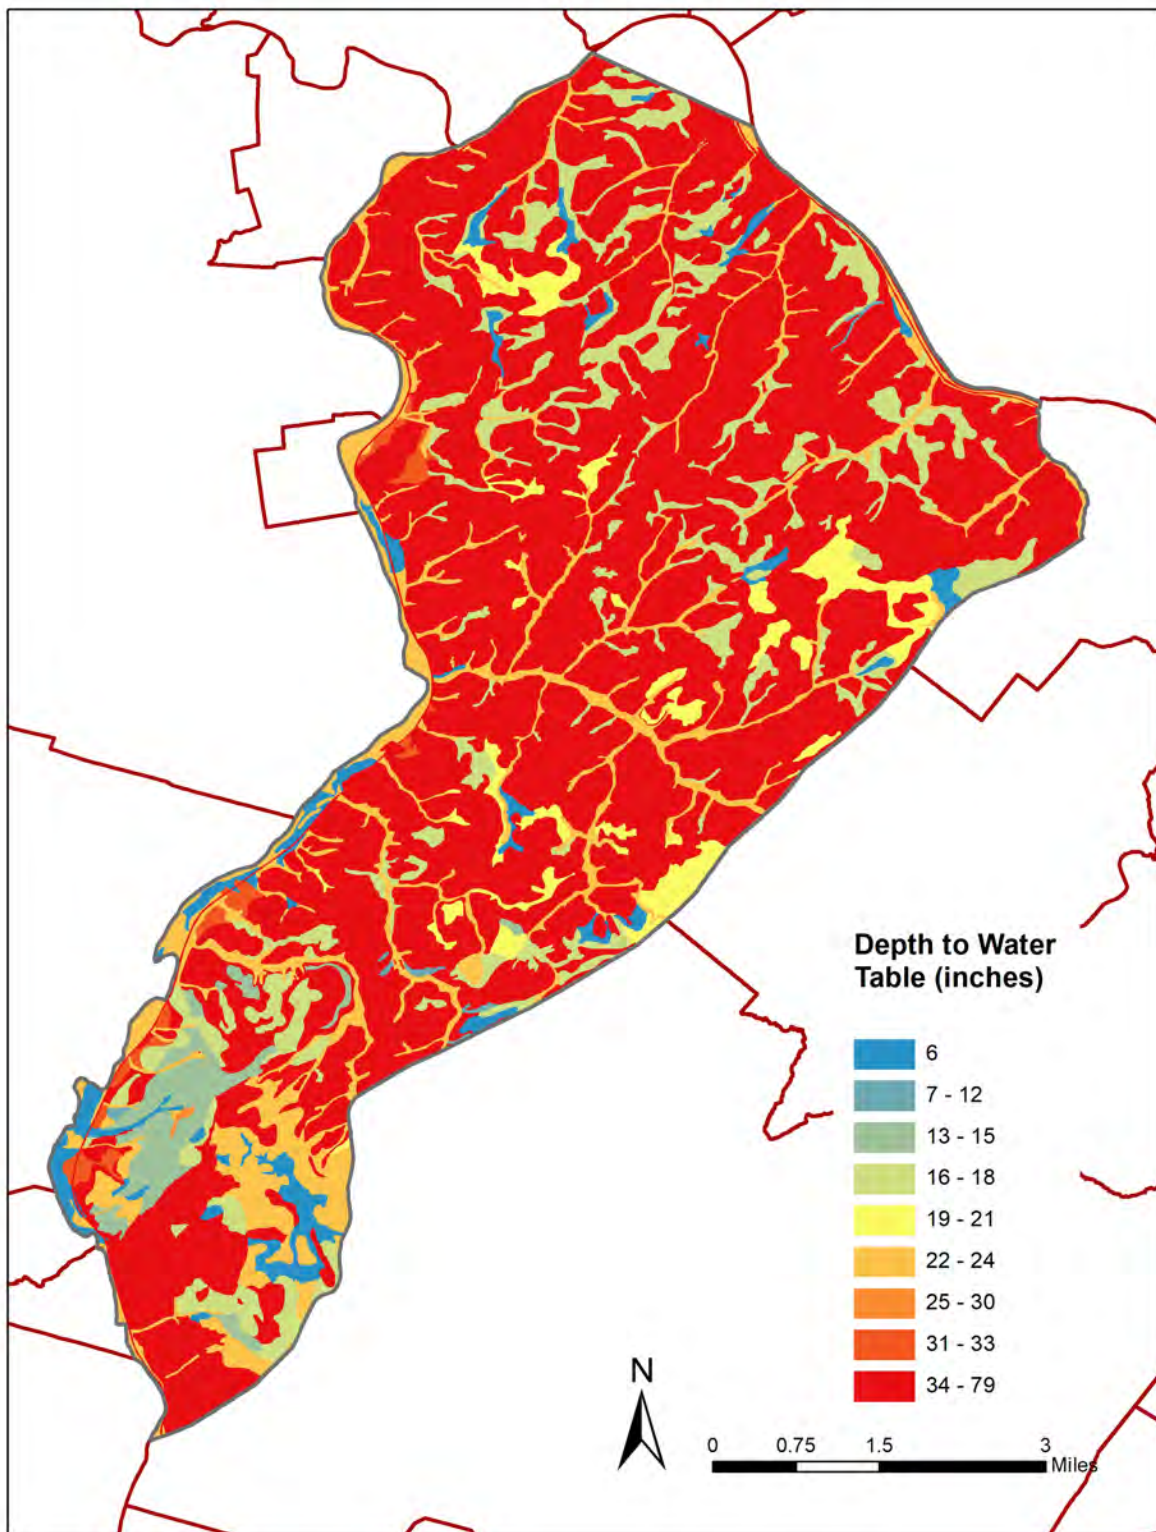 Depth to Water
Table (inches)
6
7 - 12
13 - 15
16 - 18
19 - 21
22 - 24
25 - 30
31 - 33
34 - 79
N
0 0.75 1.5 3
Miles